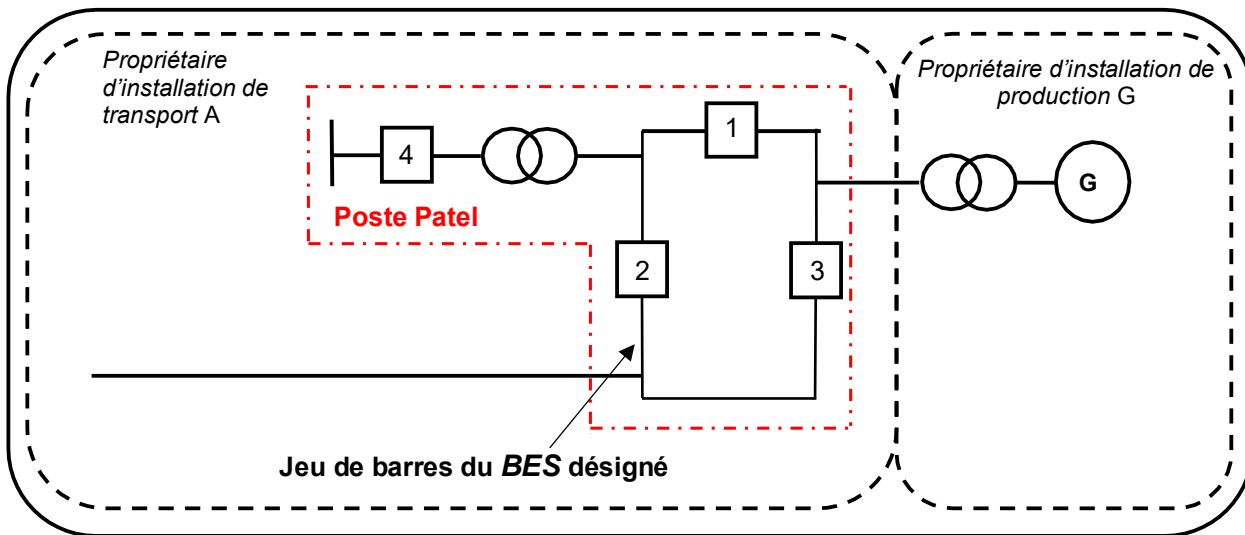 Propriétaire
d’installation de
transport A
Propriétaire d’installation de
production G
1
4
G
Poste Patel
2
3
Jeu de barres du BES désigné